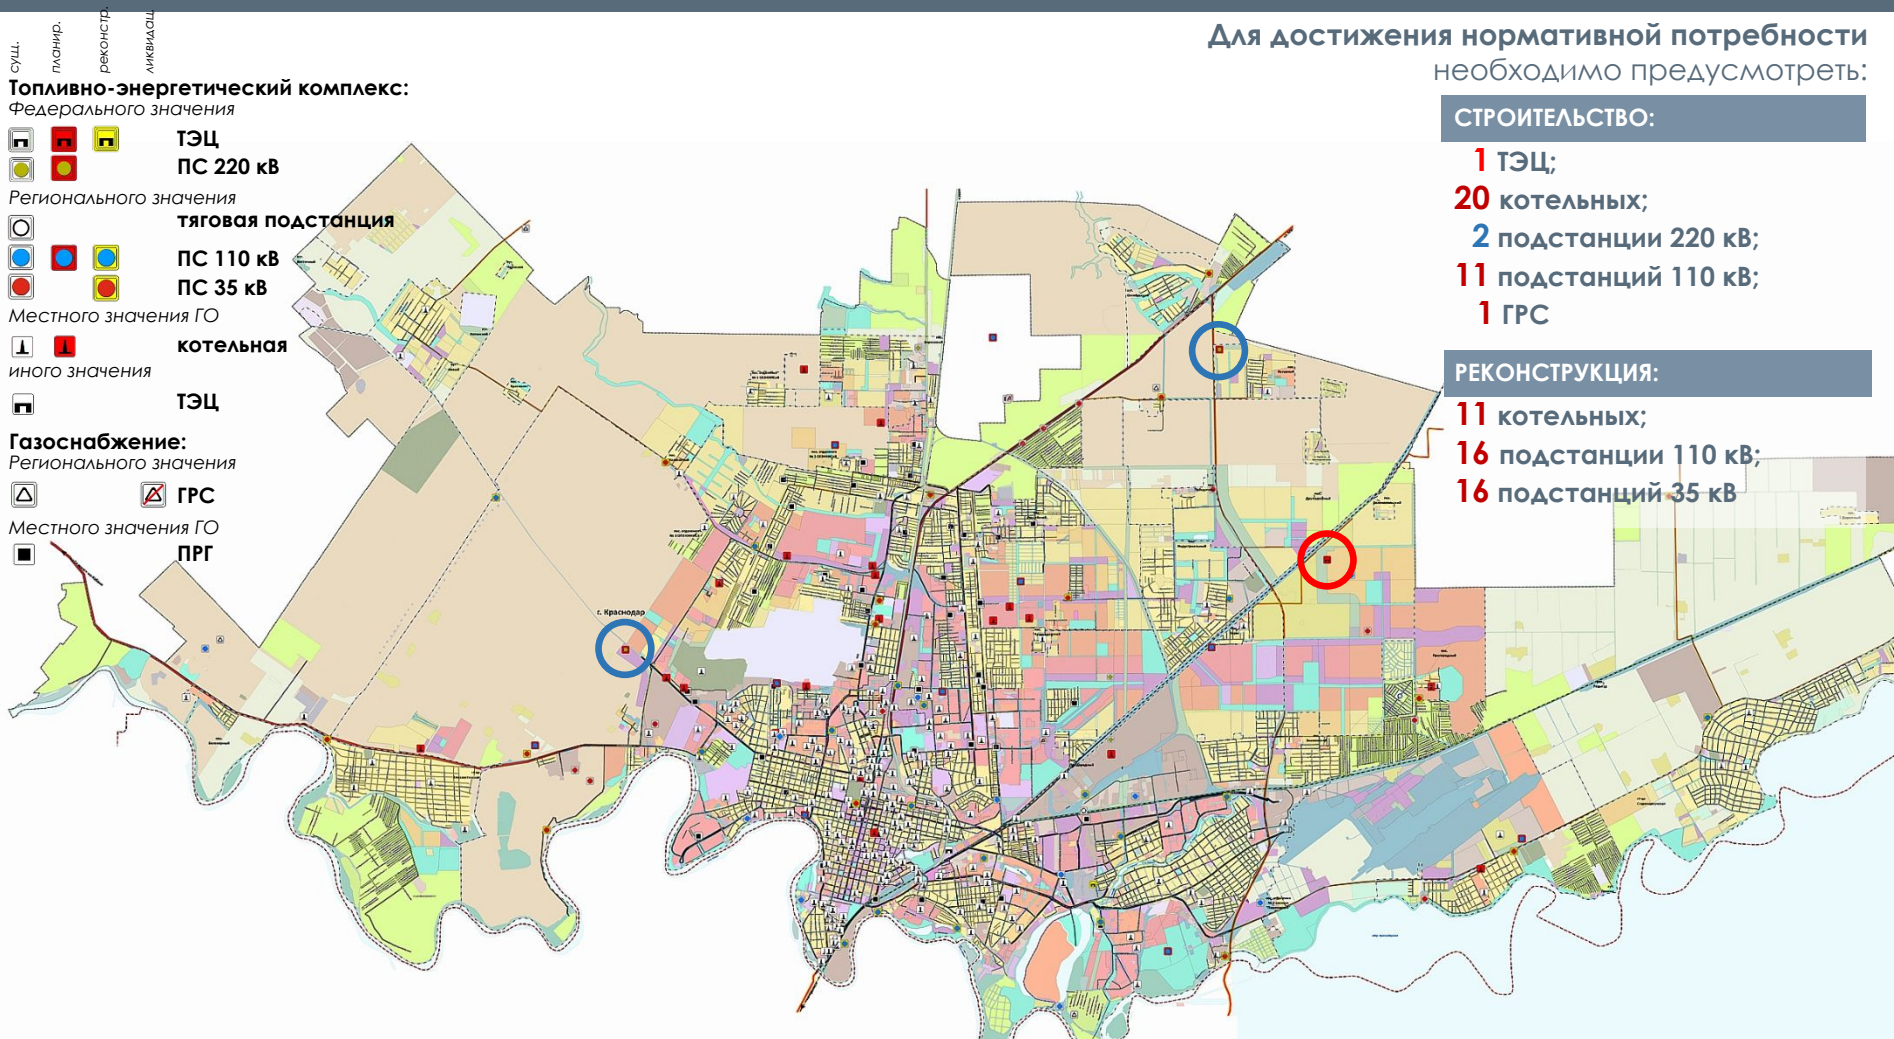 сущ.
планир.
реконстр.
ликвидац.
Топливно-энергетический комплекс:
Федерального значения
ТЭЦ
ПС 220 кВ
Регионального значения
тяговая подстанция
ПС 110 кВ
ПС 35 кВ
Местного значения ГО
котельная
иного значения
ТЭЦ
Газоснабжение:
Регионального значения
ГРС
Местного значения ГО
ПРГ
Для достижения нормативной потребности
необходимо предусмотреть:
СТРОИТЕЛЬСТВО:
1 ТЭЦ;
20 котельных;
2 подстанции 220 кВ;
11 подстанций 110 кВ;
1 ГРС
РЕКОНСТРУКЦИЯ:
11 котельных;
16 подстанции 110 кВ;
16 подстанций 35 кВ
г. Краснодар